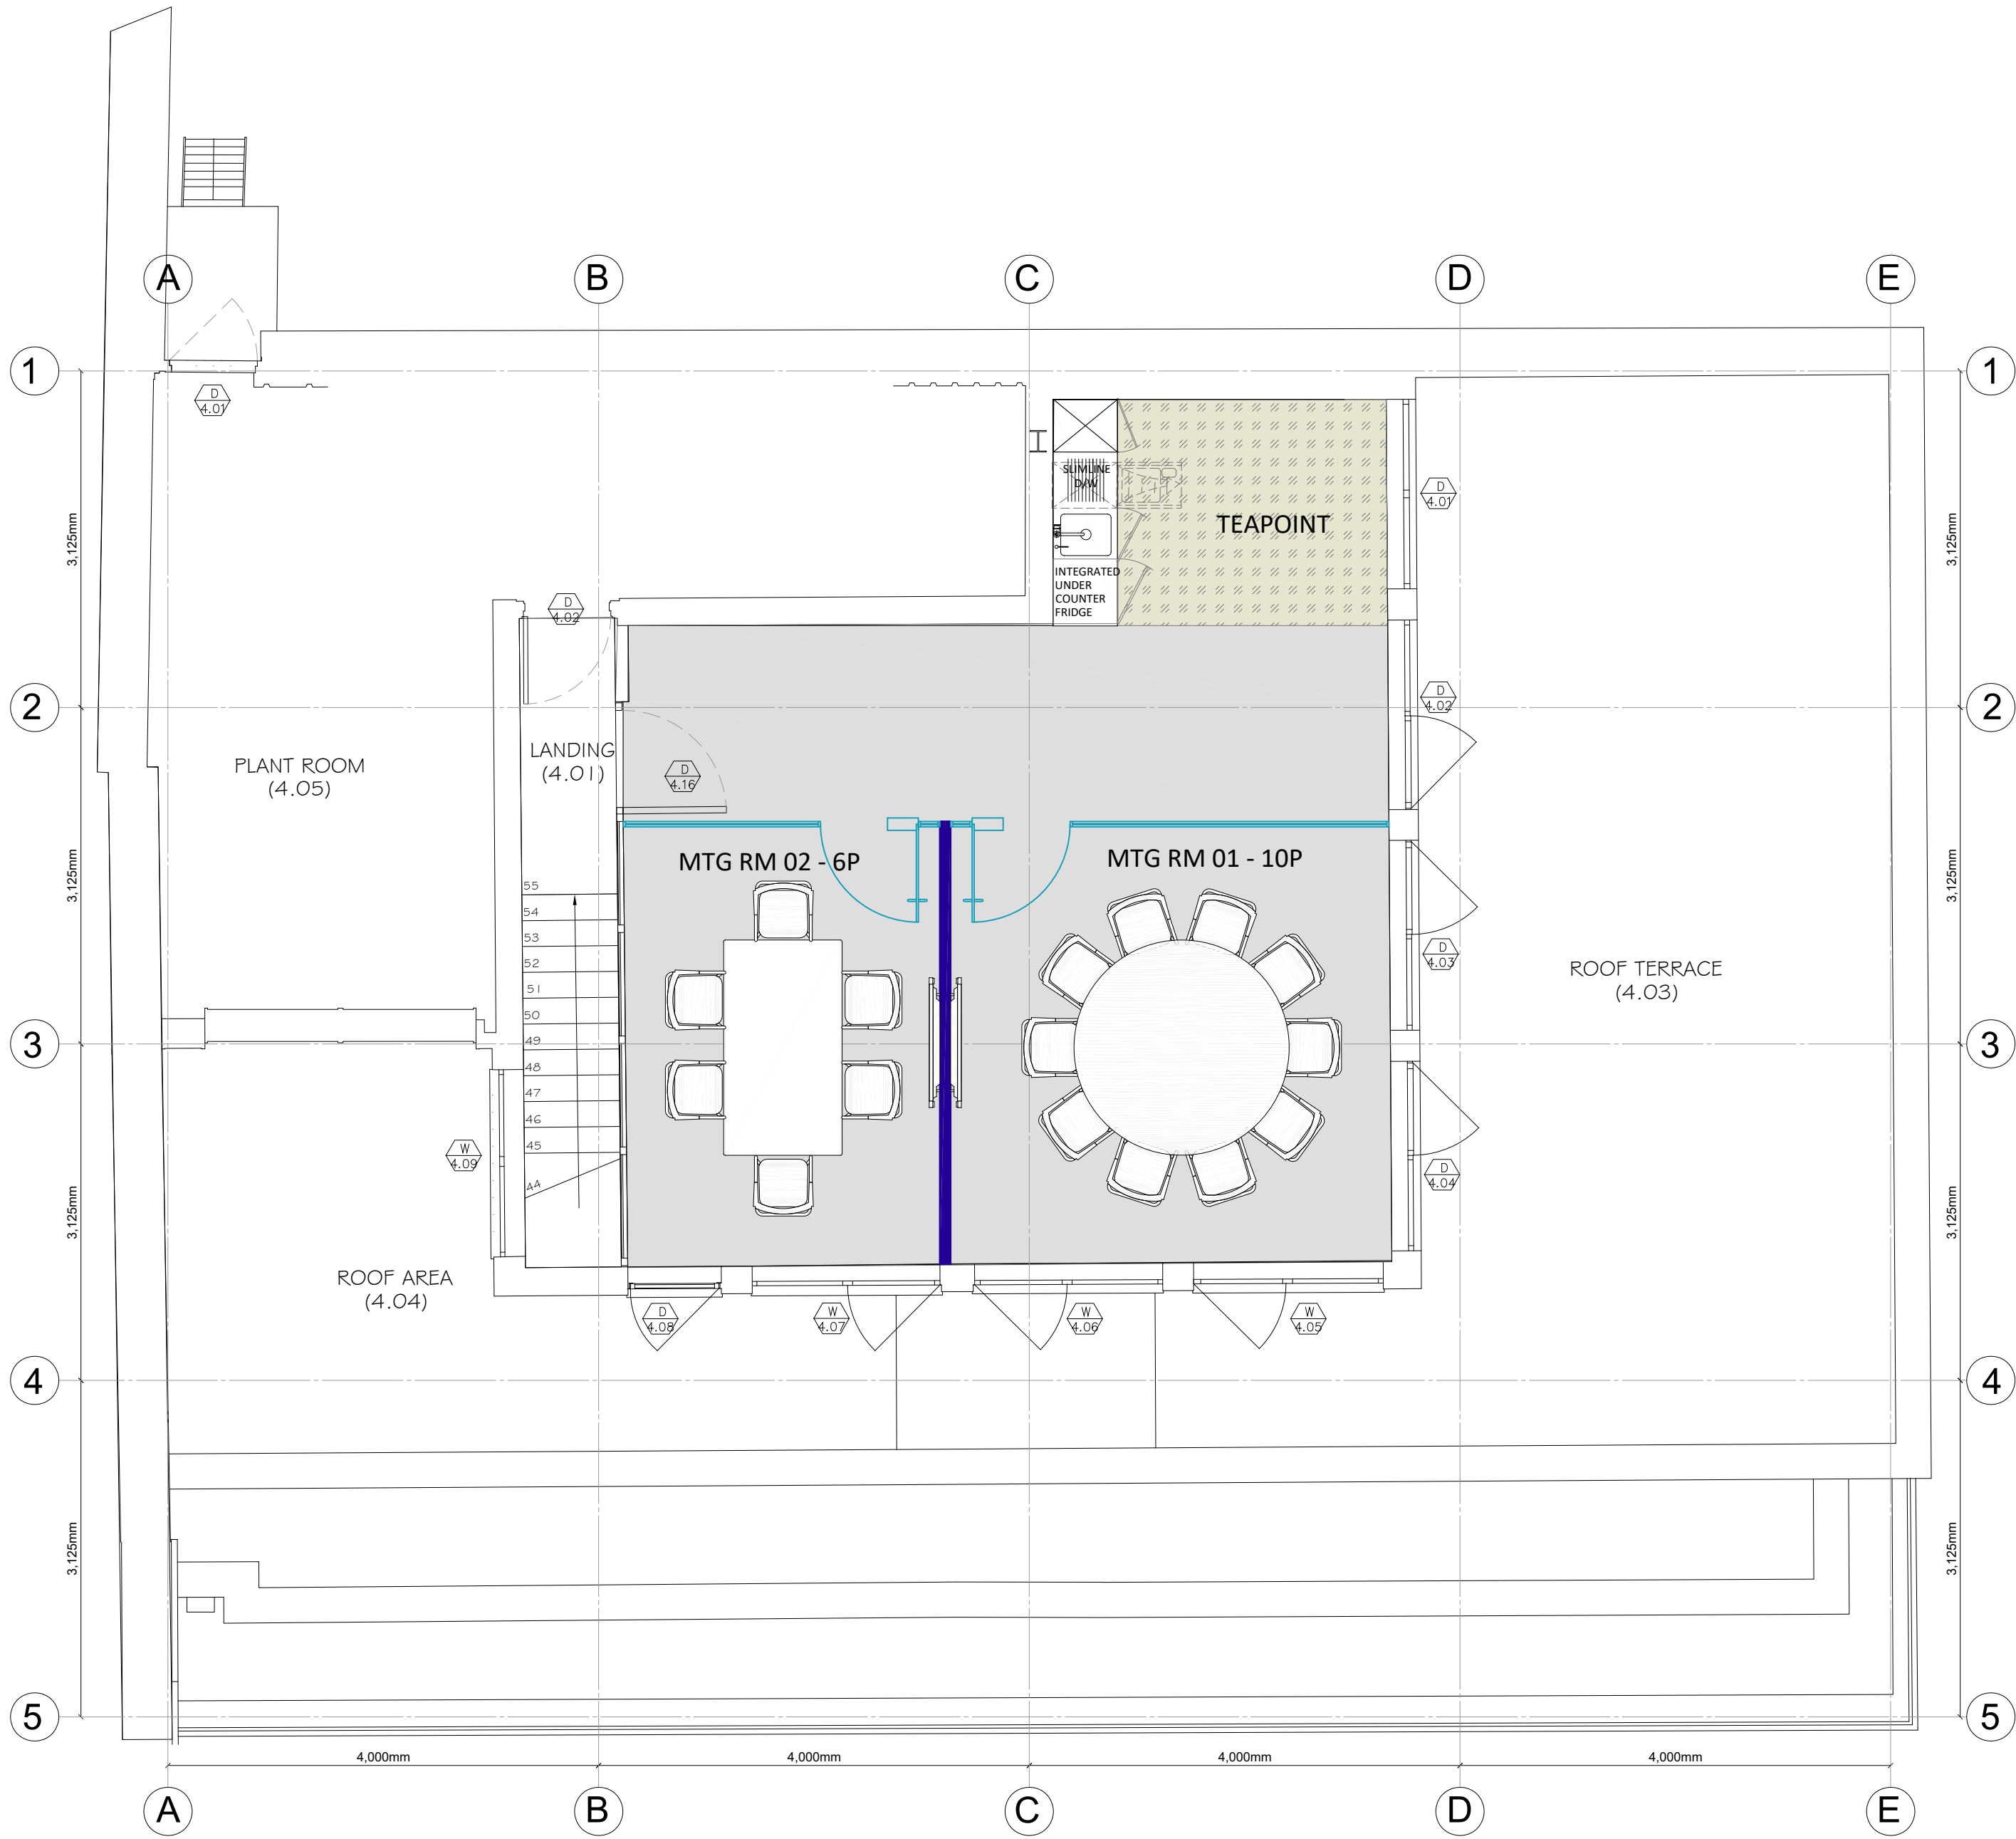 A
B
C
D
E
1
1
D
4.01
SLIMLINE
D/W
D
4.01
TEAPOINT
3,125mm
3,125mm
INTEGRATED
UNDER
COUNTER
FRIDGE
D
4.02
D
4.02
2
2
LANDING
(4.01)
PLANT ROOM
(4.05)
D
4.16
MTG RM 02 - 6P
MTG RM 01 - 10P
3,125mm
3,125mm
55
54
53
52
51
50
49
48
47
46
45
44
D
4.03
ROOF TERRACE
(4.03)
3
3
W
4.09
D
4.04
3,125mm
3,125mm
ROOF AREA
(4.04)
D
4.08
W
4.07
W
4.06
W
4.05
4
4
3,125mm
3,125mm
5
5
4,000mm
4,000mm
4,000mm
4,000mm
A
B
C
D
E